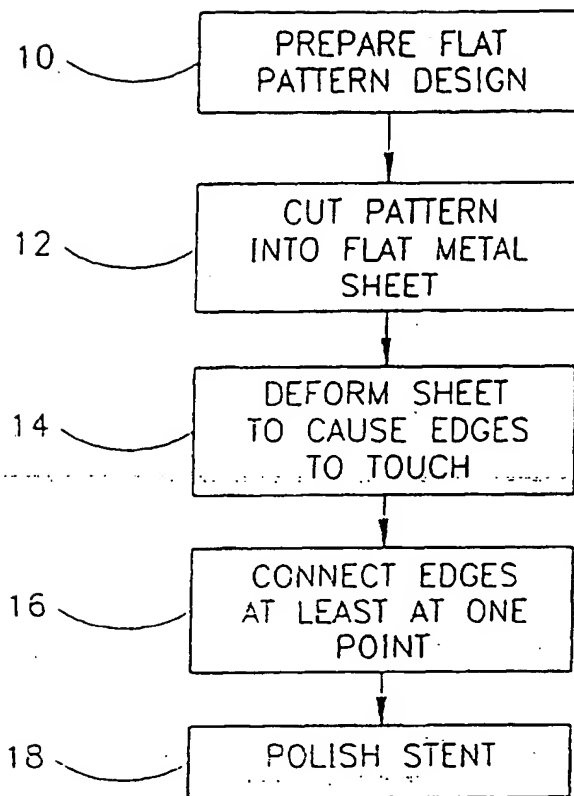 10
PREPARE FLAT
PATTERN DESIGN
12
CUT PATTERN
INTO FLAT METAL
SHEET
14
DEFORM SHEET
TO CAUSE EDGES
TO TOUCH
16
CONNECT EDGES
AT LEAST AT ONE
POINT
18
POLISH STENT